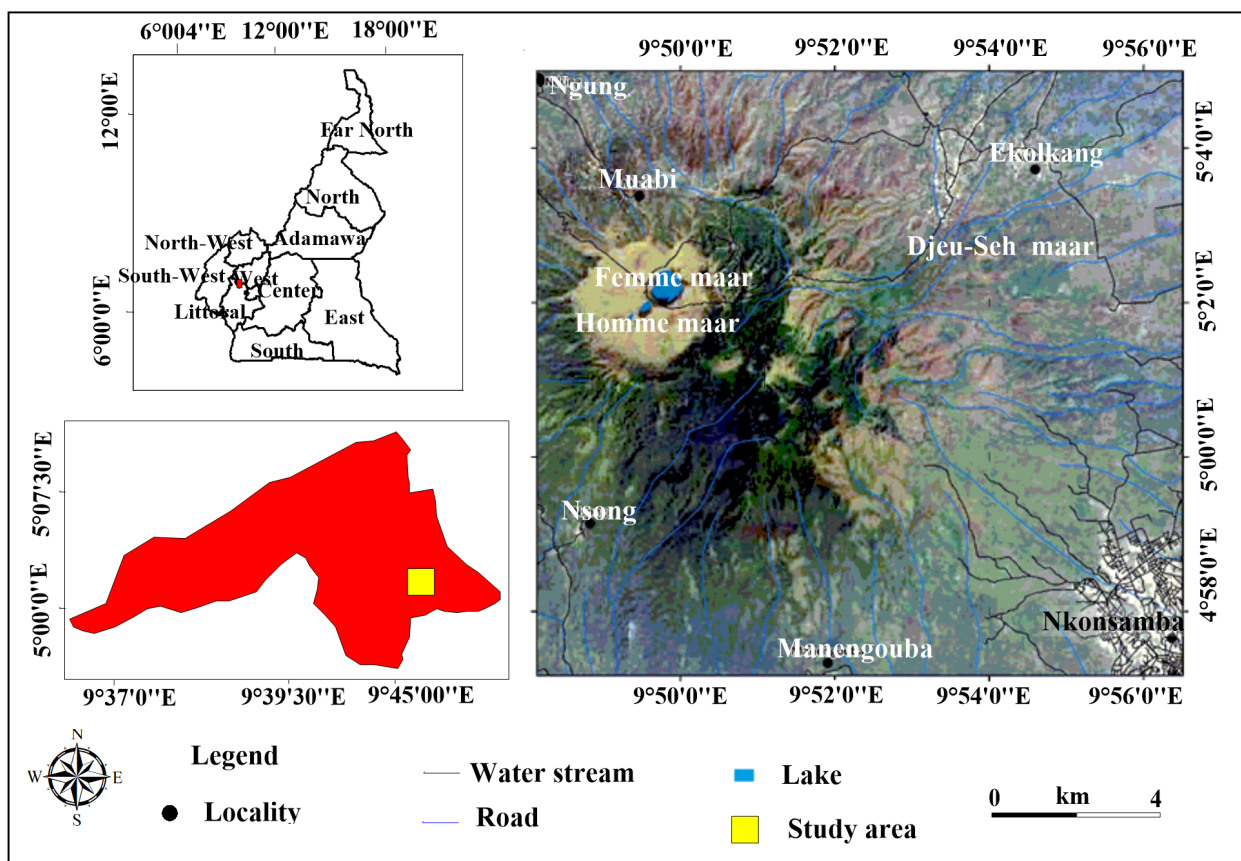 6°004''E 12°00''E 18°00''E
12°00''E
6°00'0''E
Far North
North
Adamawa
North-West
South-West
West
Center
Littoral
East
South
5°07'30''E
5°00'0''E
9°37'0''E 9°39'30''E 9°45'00''E
9°50'0''E 9°52'0''E 9°54'0''E 9°56'0''E
Ngung
Ekolkang
Muabi
Djeu-Seh maar
Femme maar
Homme maar
Nsong
Nkonsamba
Manengouba
5°4'0''E
5°2'0''E
5°00'0''E
4°58'0''E
9°50'0''E 9°52'0''E 9°54'0''E 9°56'0''E
N
W E
S
Legend
Locality
Water stream
Road
Lake
Study area
0 km 4